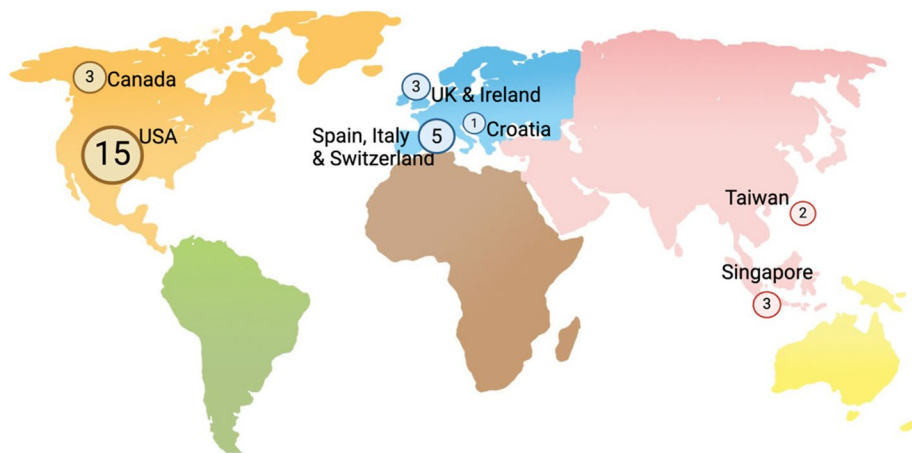 3 Canada
15 USA
3 UK & Ireland
1 Croatia
Spain, Italy 5
& Switzerland
Taiwan 2
Singapore
3